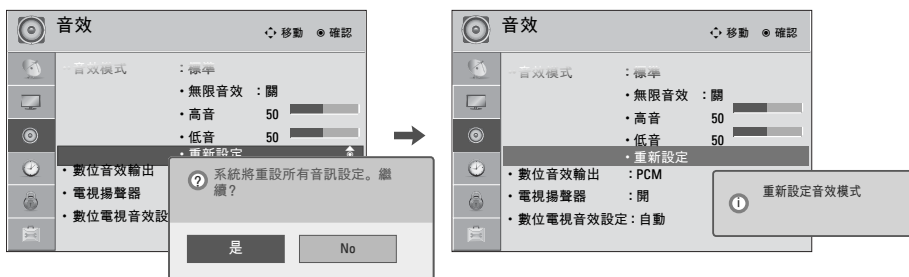 音效
移動 確認
- 音效模式 : 標準
• 無限音效 : 關
• 高音 50
• 低音 50
• 重新設定
• 數位音效輸出
• 電視揚聲器
• 數位電視音效設
系統將重設所有音訊設定。繼
續?
是 No
音效
移動 確認
- 音效模式 : 標準
• 無限音效 : 關
• 高音 50
• 低音 50
• 重新設定
• 數位音效輸出 : PCM
• 電視揚聲器 : 開
• 數位電視音效設定 : 自動
重新設定音效模式